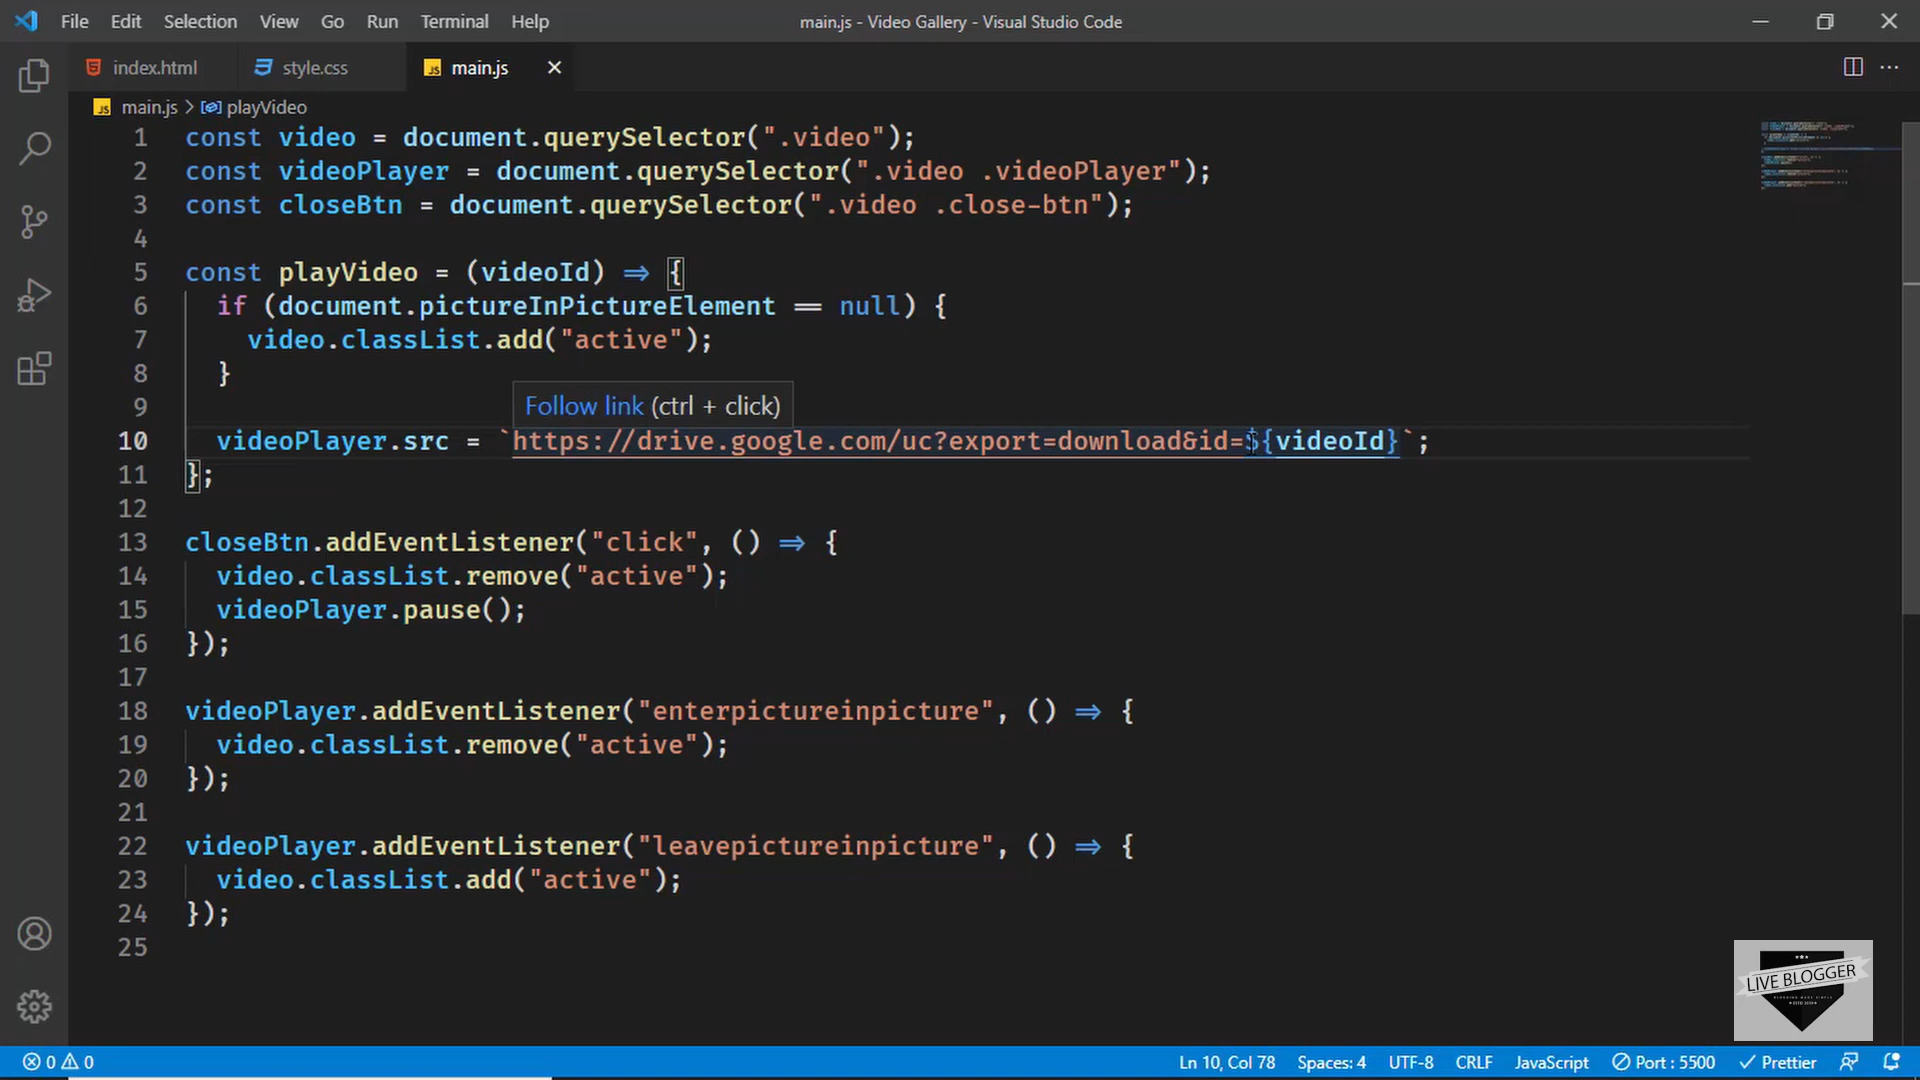 File Edit Selection View Go Run Terminal Help
main.js - Video Gallery - Visual Studio Code
index.html
style.css
JS main.js
JS main.js > playVideo
1 const video = document.querySelector(".video");
2 const videoPlayer = document.querySelector(".video .videoPlayer");
3 const closeBtn = document.querySelector(".video .close-btn");
4
5 const playVideo = (videoId) => {
6 if (document.pictureInPictureElement == null) {
7 video.classList.add("active");
8 }
Follow link (ctrl + click)
9
10 videoPlayer.src = `https://drive.google.com/uc?export=download&id=${videoId}`;
11 };
12
13 closeBtn.addEventListener("click", () => {
14 video.classList.remove("active");
15 videoPlayer.pause();
16 });
17
18 videoPlayer.addEventListener("enterpictureinpicture", () => {
19 video.classList.remove("active");
20 });
21
22 videoPlayer.addEventListener("leavepictureinpicture", () => {
23 video.classList.add("active");
24 });
25
LIVE BLOGGER
0 0
Ln 10, Col 78 Spaces: 4 UTF-8 CRLF JavaScript Port : 5500 Prettier